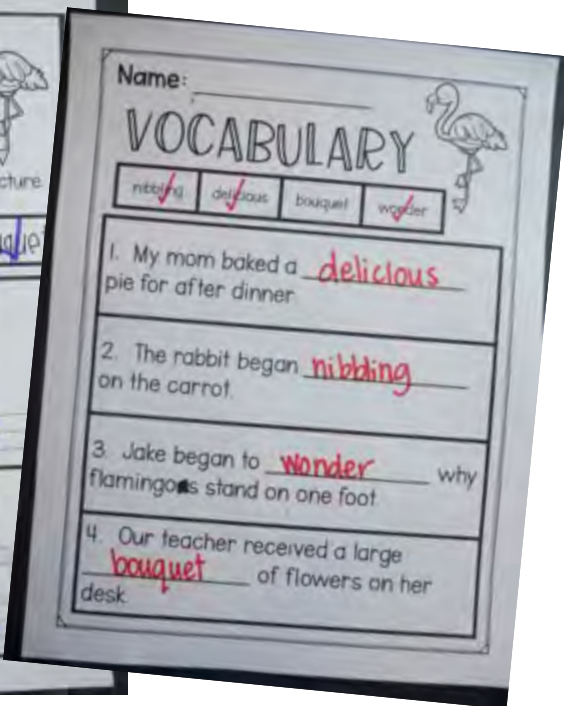 cture.
Name:
VOCABULARY
nibbling delicious bouquet wonder
1. My mom baked a delicious
pie for after dinner.
2. The rabbit began nibbling
on the carrot.
3. Jake began to wonder why
flamingos stand on one foot.
4. Our teacher received a large
bouquet of flowers on her
desk.